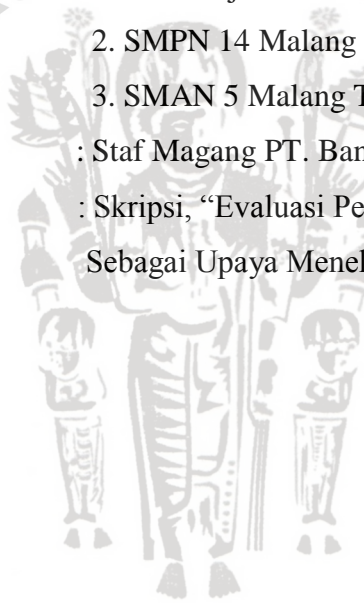 2. SMPN 14 Malang
3. SMAN 5 Malang T
: Staf Magang PT. Ban
: Skripsi, “Evaluasi Pe
Sebagai Upaya Menel